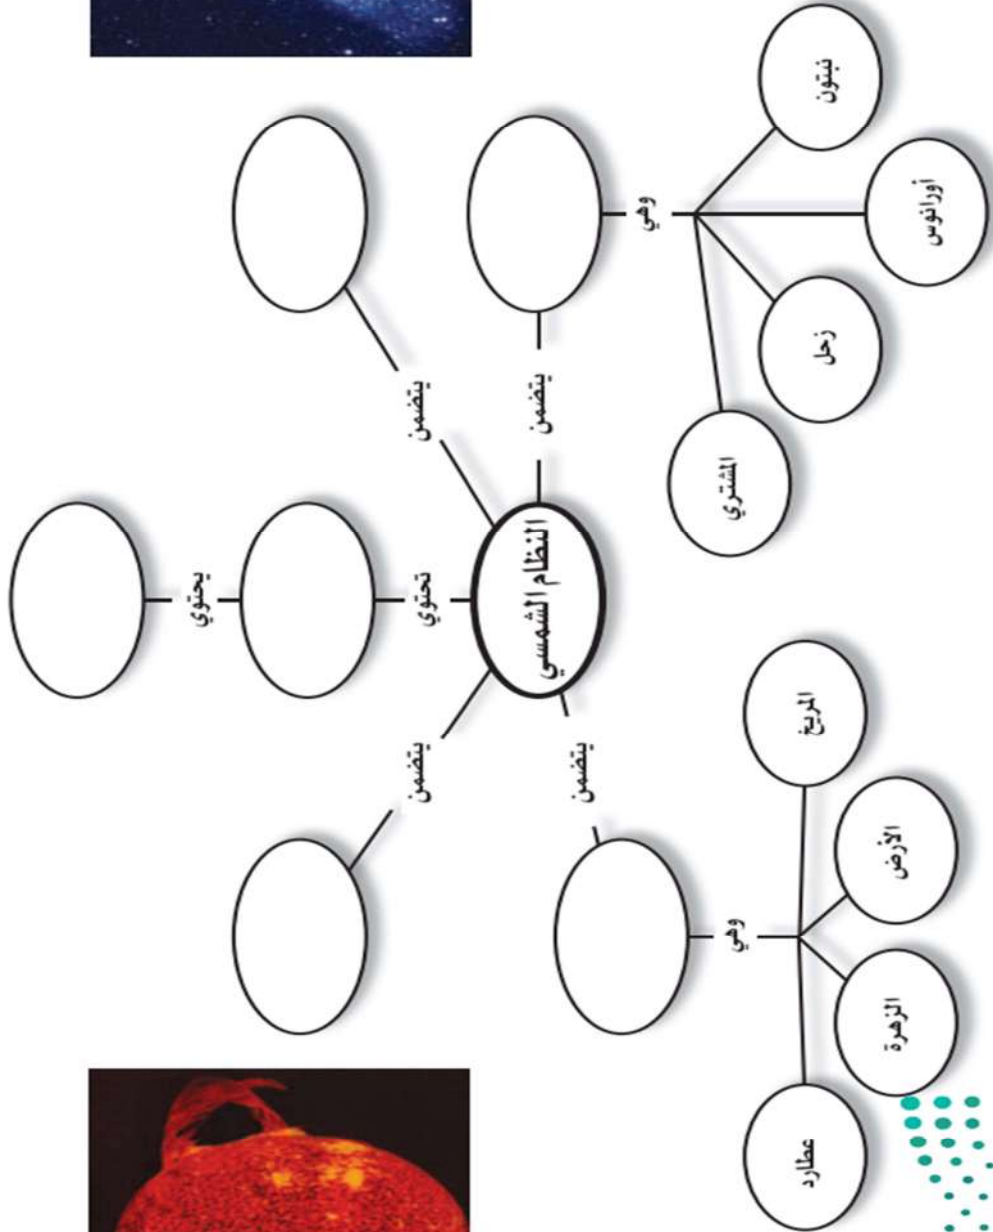 يحتوي
يتضمن
تحتوي
يتضمن
يتضمن
النظام الشمسي
يتضمن
وهي
وهي
نبتون
أورانوس
زحل
المشتري
المريخ
الأرض
الزهرة
عطارد